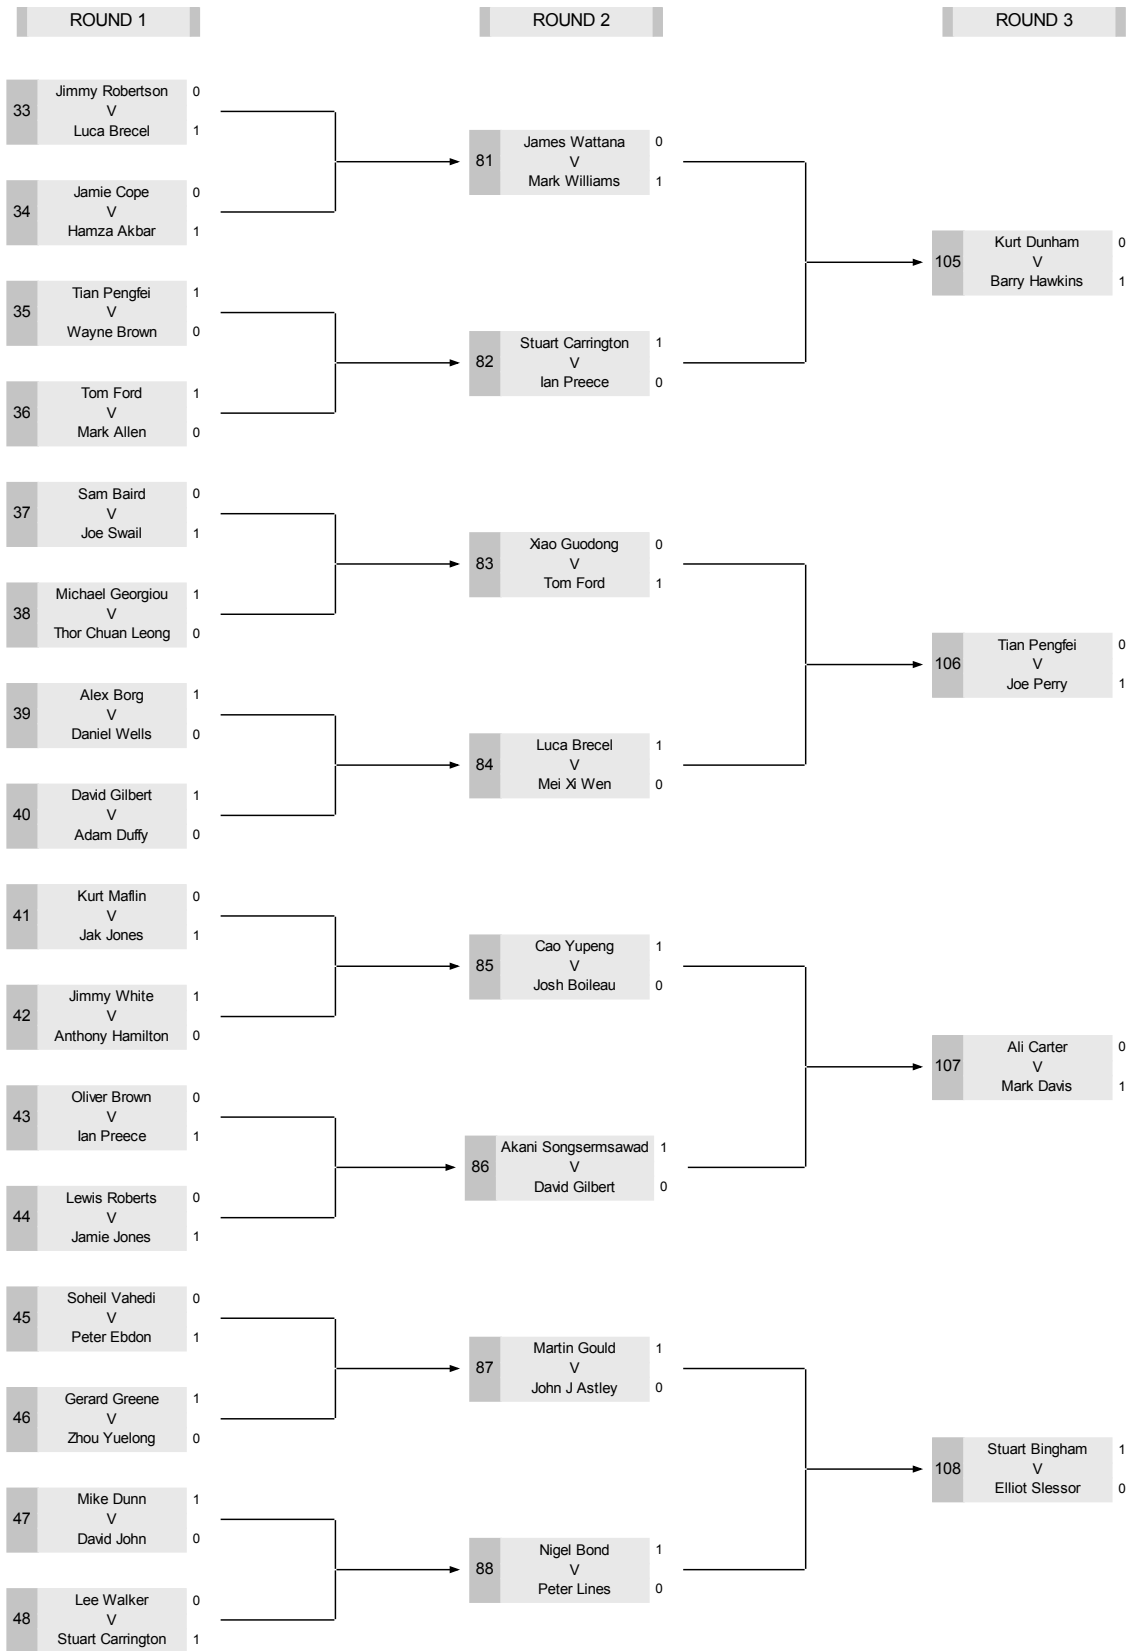 ROUND 1
ROUND 2
ROUND 3
33
Jimmy Robertson 0
V
Luca Brecel 1
34
Jamie Cope 0
V
Hamza Akbar 1
35
Tian Pengfei 1
V
Wayne Brown 0
36
Tom Ford 1
V
Mark Allen 0
37
Sam Baird 0
V
Joe Swail 1
38
Michael Georgiou 1
V
Thor Chuan Leong 0
39
Alex Borg 1
V
Daniel Wells 0
40
David Gilbert 1
V
Adam Duffy 0
41
Kurt Maflin 0
V
Jak Jones 1
42
Jimmy White 1
V
Anthony Hamilton 0
43
Oliver Brown 0
V
Ian Preece 1
44
Lewis Roberts 0
V
Jamie Jones 1
45
Soheil Vahedi 0
V
Peter Ebdon 1
46
Gerard Greene 1
V
Zhou Yuelong 0
47
Mike Dunn 1
V
David John 0
48
Lee Walker 0
V
Stuart Carrington 1
81
James Wattana 0
V
Mark Williams 1
82
Stuart Carrington 1
V
Ian Preece 0
83
Xiao Guodong 0
V
Tom Ford 1
84
Luca Brecel 1
V
Mei Xi Wen 0
85
Cao Yupeng 1
V
Josh Boileau 0
86
Akani Songsermsawad 1
V
David Gilbert 0
87
Martin Gould 1
V
John J Astley 0
88
Nigel Bond 1
V
Peter Lines 0
105
Kurt Dunham 0
V
Barry Hawkins 1
106
Tian Pengfei 0
V
Joe Perry 1
107
Ali Carter 0
V
Mark Davis 1
108
Stuart Bingham 1
V
Elliot Slessor 0